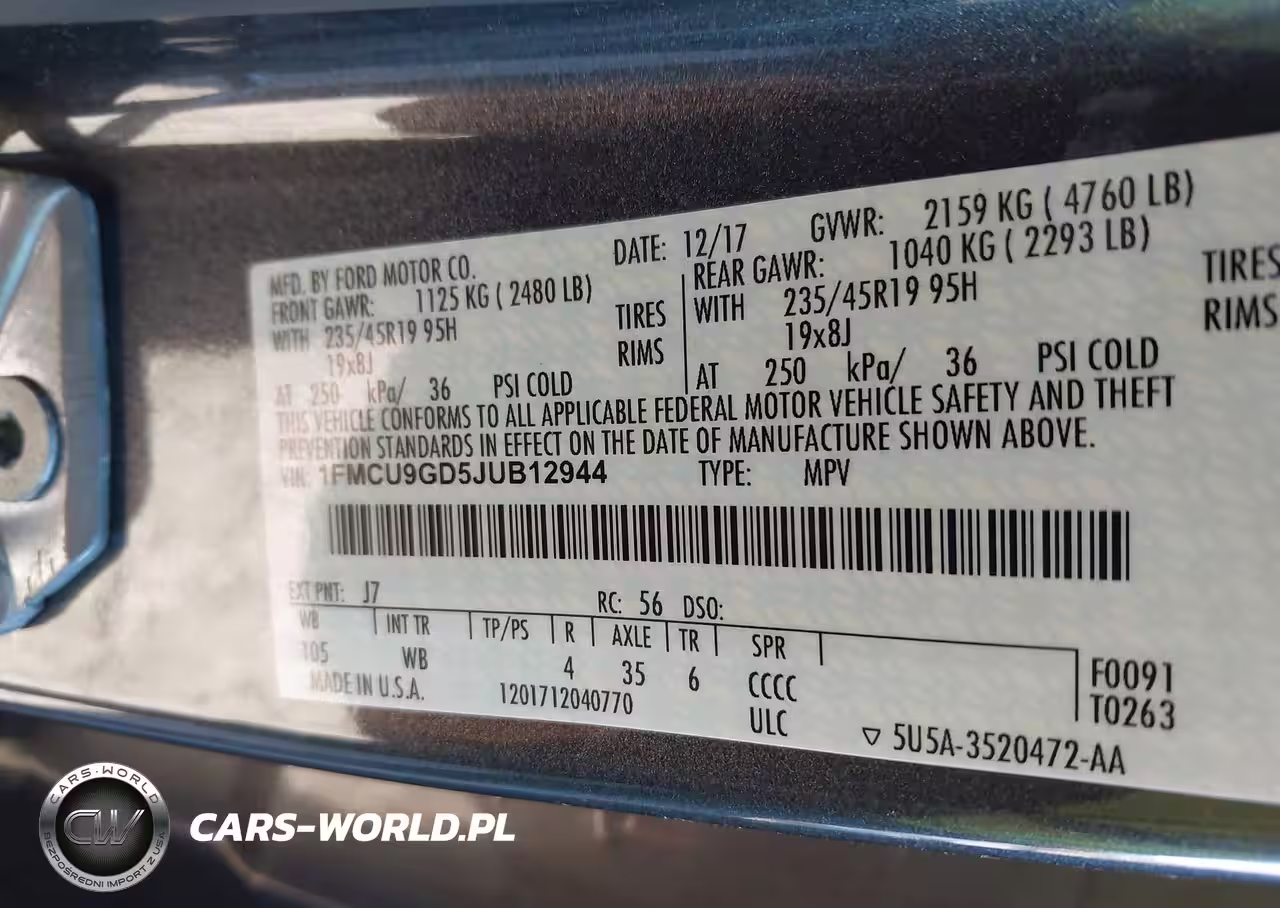 MFD. BY FORD MOTOR CO. DATE: 12/17 GVWR: 2159 KG ( 4760 LB)
FRONT GAWR: 1125 KG ( 2480 LB) REAR GAWR: 1040 KG ( 2293 LB)
WITH 235/45R19 95H TIRES WITH 235/45R19 95H TIRES
19x8J RIMS 19x8J RIMS
AT 250 kPa/ 36 PSI COLD AT 250 kPa/ 36 PSI COLD
THIS VEHICLE CONFORMS TO ALL APPLICABLE FEDERAL MOTOR VEHICLE SAFETY AND THEFT
PREVENTION STANDARDS IN EFFECT ON THE DATE OF MANUFACTURE SHOWN ABOVE.
VIN: 1FMCU9GD5JUB12944 TYPE: MPV
EXT PNT: J7 RC: 56 DSO:
WB INT TR TP/PS R AXLE TR SPR
105 WB 4 35 6 CCCC F0091
MADE IN U.S.A. 1201712040770 ULC T0263
▽ 5U5A-3520472-AA
CARS-WORLD
CW
BEZPOŚREDNI IMPORT Z USA
CARS-WORLD.PL